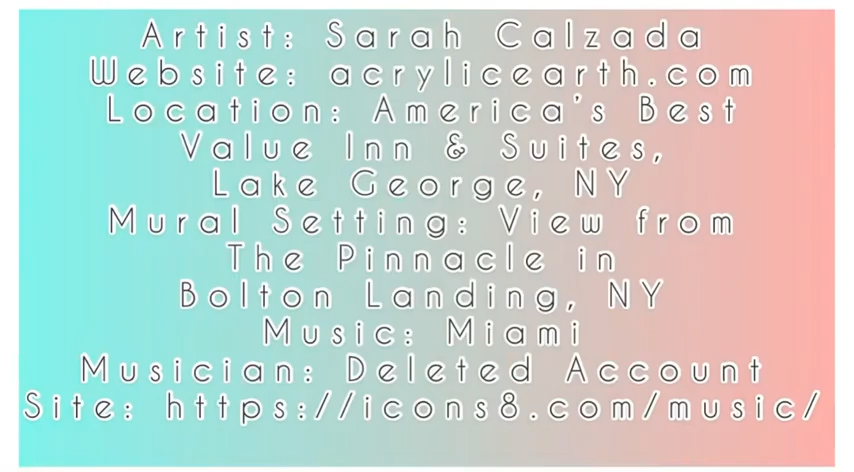 Artist: Sarah Calzada
Website: acrylicearth.com
Location: America's Best
Value Inn & Suites,
Lake George, NY
Mural Setting: View from
The Pinnacle in
Bolton Landing, NY
Music: Miami
Musician: Deleted Account
Site: https://icons8.com/music/